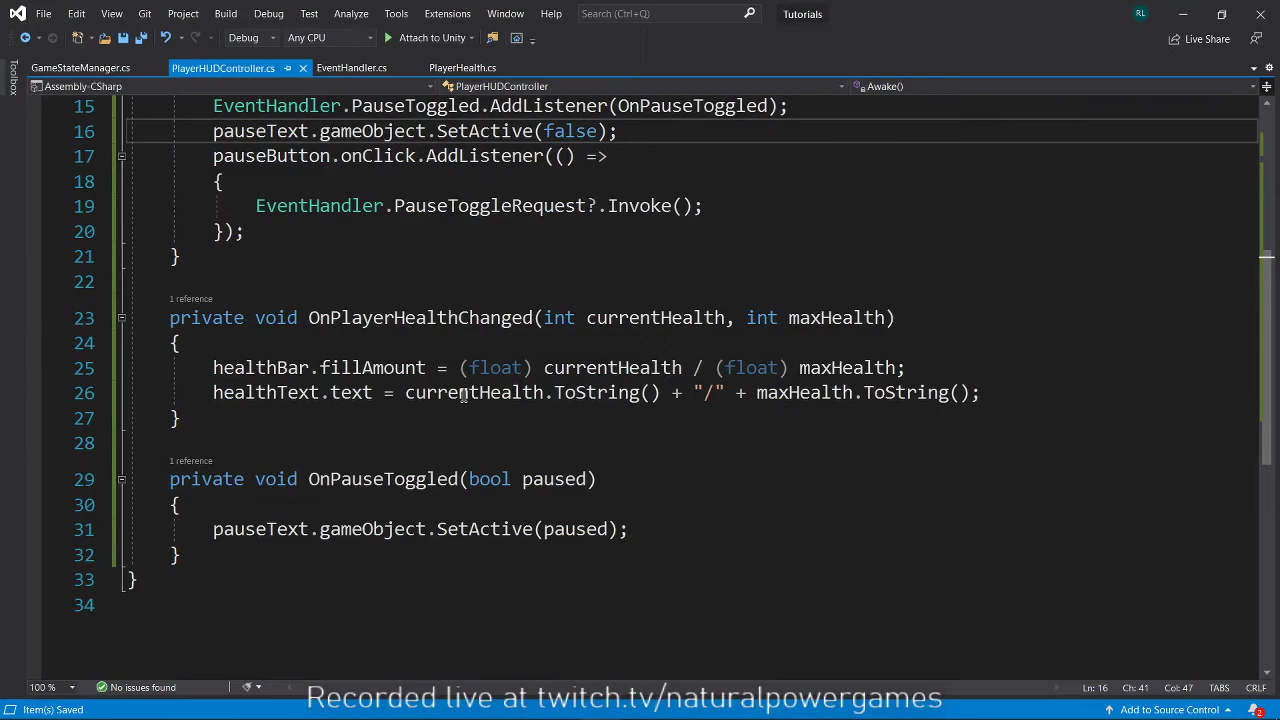 File Edit View Git Project Build Debug Test Analyze Tools Extensions Window Help Search (Ctrl+Q) Tutorials RL
Debug Any CPU Attach to Unity Live Share
GameStateManager.cs PlayerHUDController.cs EventHandler.cs PlayerHealth.cs
Toolbox
Assembly-CSharp PlayerHUDController Awake()
15 EventHandler.PauseToggled.AddListener(OnPauseToggled);
16 pauseText.gameObject.SetActive(false);
17 pauseButton.onClick.AddListener(() =>
18 {
19 EventHandler.PauseToggleRequest?.Invoke();
20 });
21 }
22
1 reference
23 private void OnPlayerHealthChanged(int currentHealth, int maxHealth)
24 {
25 healthBar.fillAmount = (float) currentHealth / (float) maxHealth;
26 healthText.text = currentHealth.ToString() + "/" + maxHealth.ToString();
27 }
28
1 reference
29 private void OnPauseToggled(bool paused)
30 {
31 pauseText.gameObject.SetActive(paused);
32 }
33 }
34
100 % No issues found Ln: 16 Ch: 41 Col: 47 TABS CRLF
Recorded live at twitch.tv/naturalpowergames
Item(s) Saved Add to Source Control 2